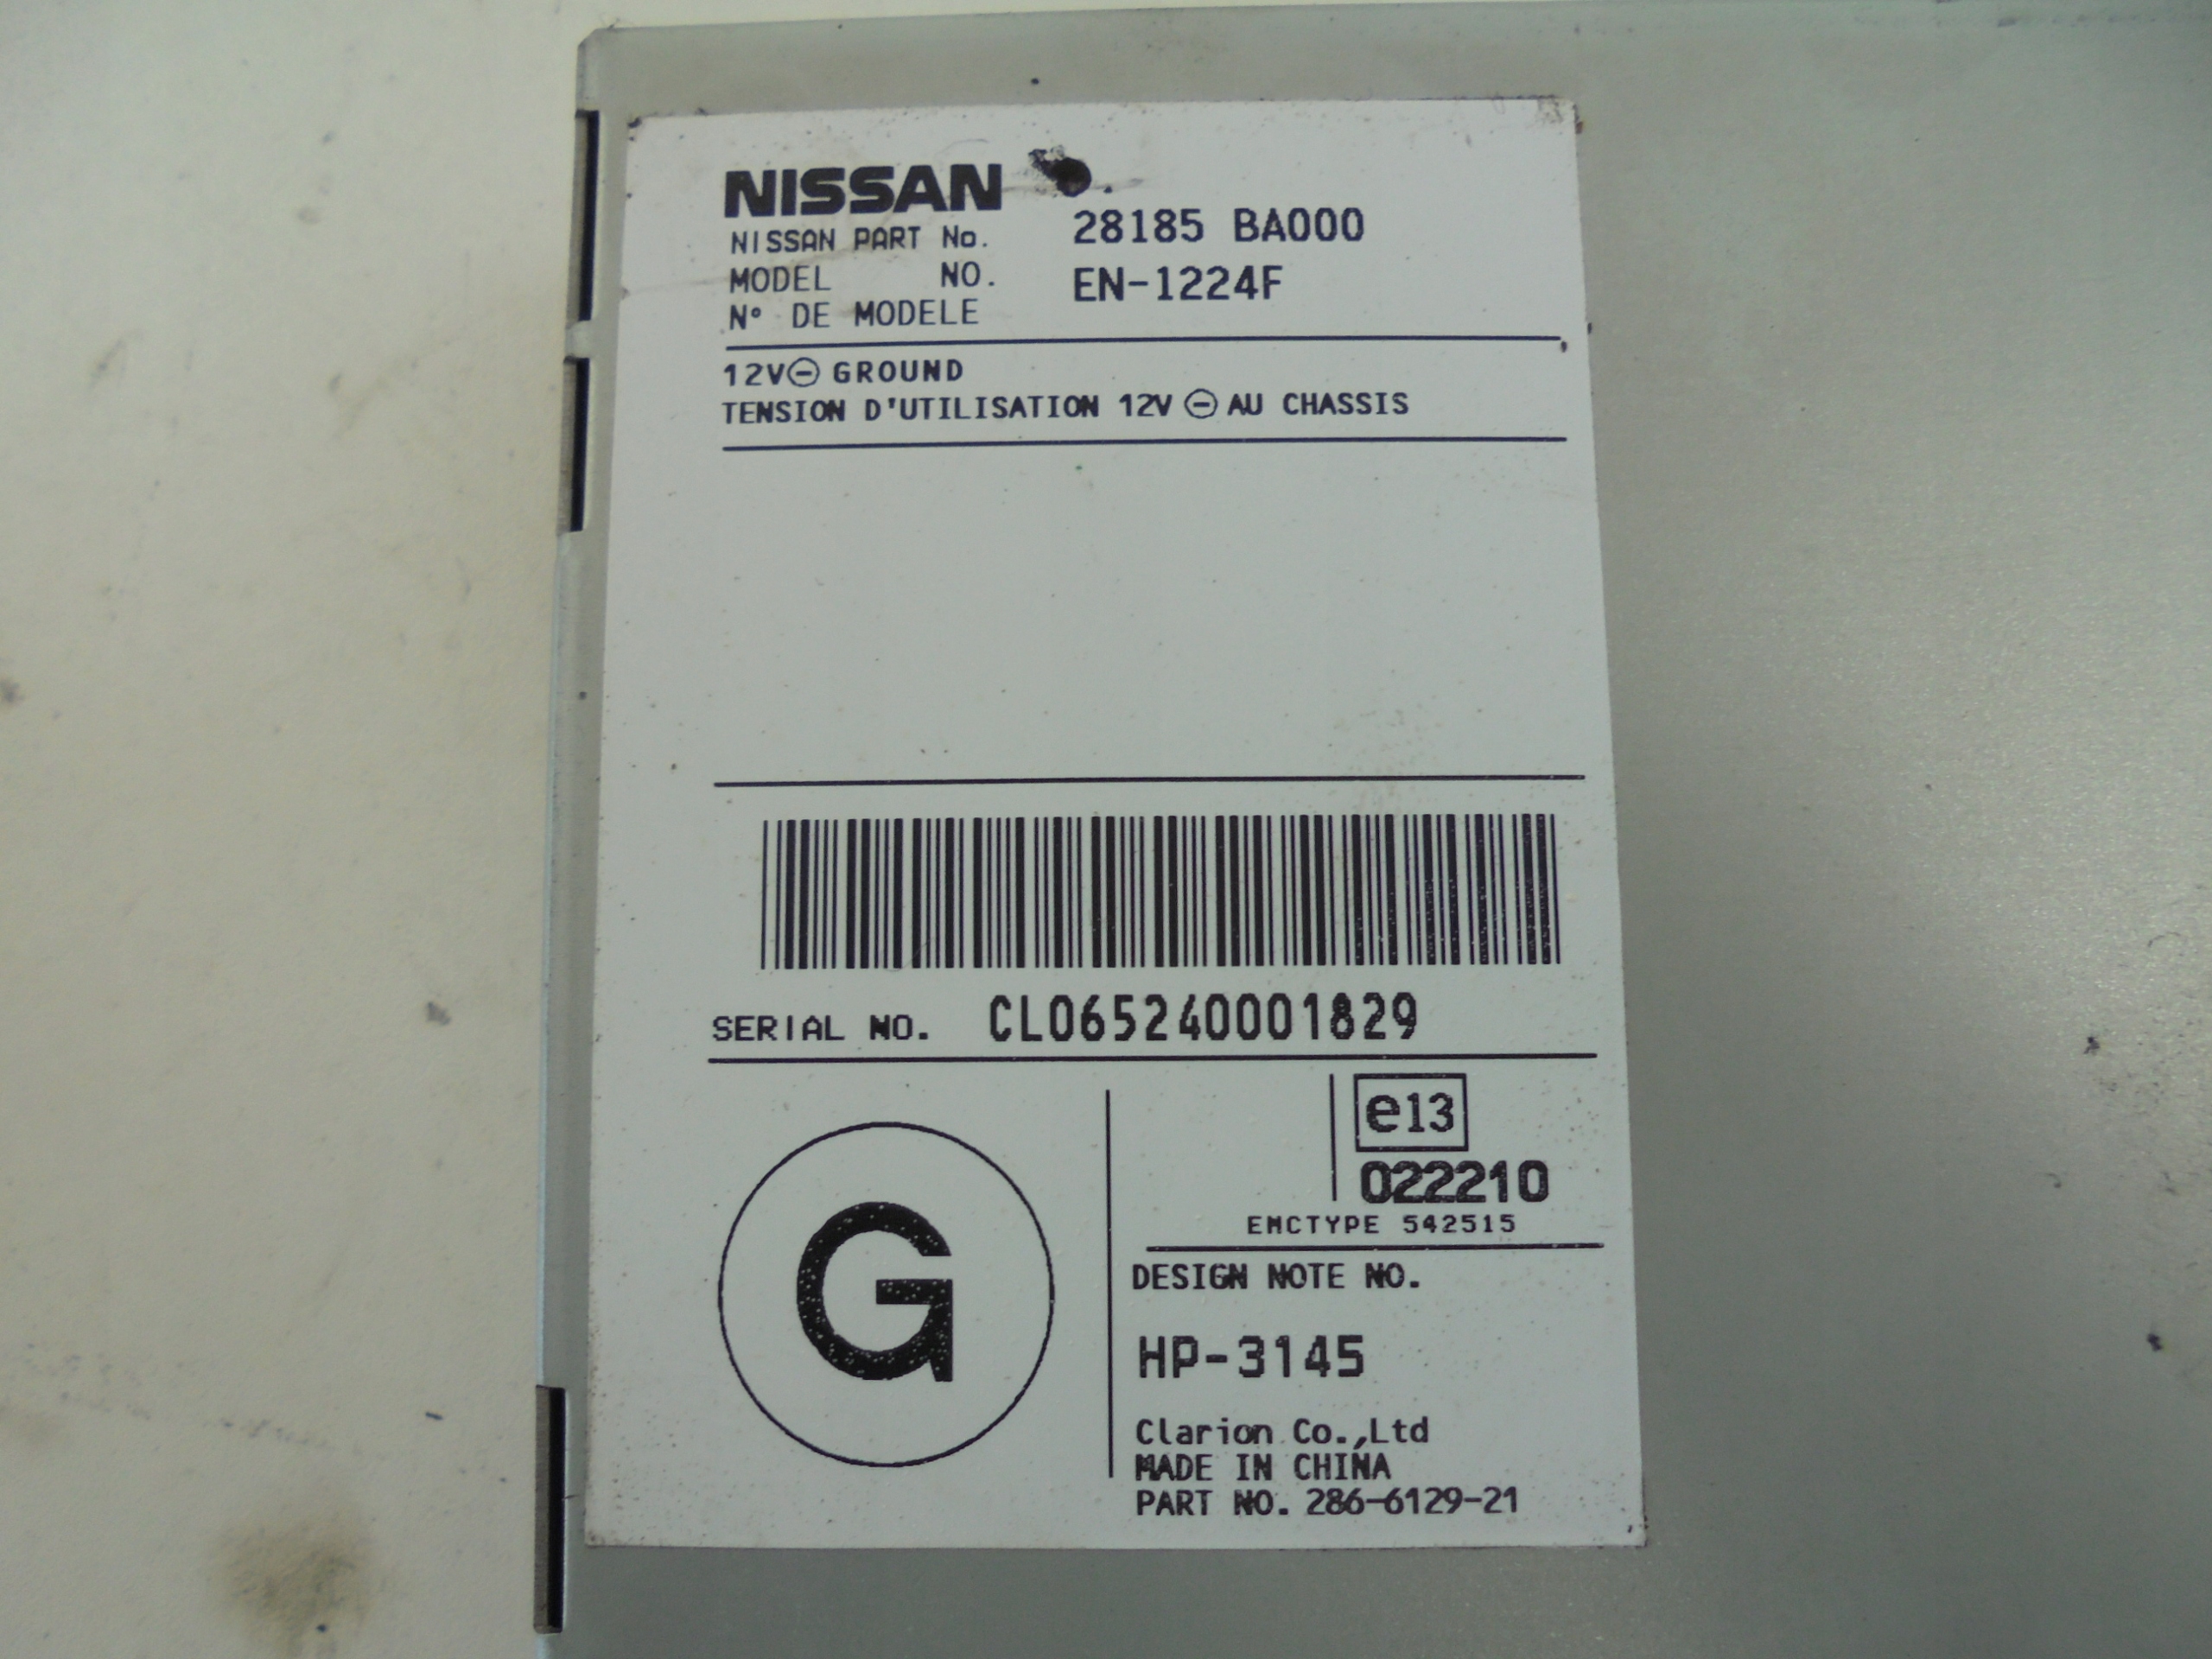 NISSAN
NISSAN PART No. 28185 BA000
MODEL NO. EN-1224F
N° DE MODELE
12V⊖ GROUND
TENSION D'UTILISATION 12V ⊖ AU CHASSIS
SERIAL NO. CL065240001829
e13
022210
EMCTYPE 542515
G
DESIGN NOTE NO.
HP-3145
Clarion Co.,Ltd
MADE IN CHINA
PART NO. 286-6129-21